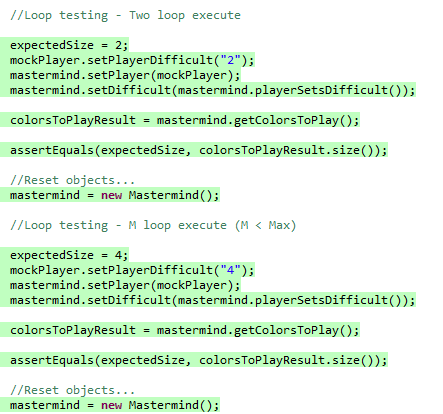 //Loop testing - Two loop execute
expectedSize = 2;
mockPlayer.setPlayerDifficult("2");
mastermind.setPlayer(mockPlayer);
mastermind.setDifficult(mastermind.playerSetsDifficult());
colorsToPlayResult = mastermind.getColorsToPlay();
assertEquals(expectedSize, colorsToPlayResult.size());
//Reset objects...
mastermind = new Mastermind();
//Loop testing - M loop execute (M < Max)
expectedSize = 4;
mockPlayer.setPlayerDifficult("4");
mastermind.setPlayer(mockPlayer);
mastermind.setDifficult(mastermind.playerSetsDifficult());
colorsToPlayResult = mastermind.getColorsToPlay();
assertEquals(expectedSize, colorsToPlayResult.size());
//Reset objects...
mastermind = new Mastermind();